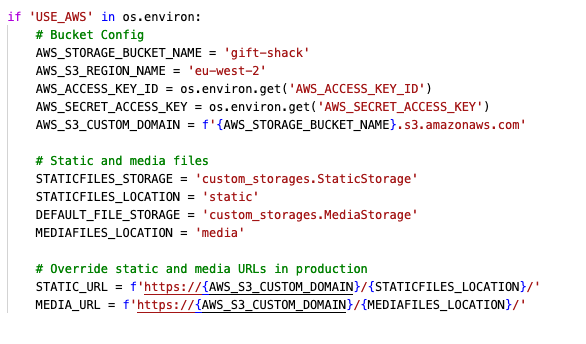 if 'USE_AWS' in os.environ:
# Bucket Config
AWS_STORAGE_BUCKET_NAME = 'gift-shack'
AWS_S3_REGION_NAME = 'eu-west-2'
AWS_ACCESS_KEY_ID = os.environ.get('AWS_ACCESS_KEY_ID')
AWS_SECRET_ACCESS_KEY = os.environ.get('AWS_SECRET_ACCESS_KEY')
AWS_S3_CUSTOM_DOMAIN = f'{AWS_STORAGE_BUCKET_NAME}.s3.amazonaws.com'
# Static and media files
STATICFILES_STORAGE = 'custom_storages.StaticStorage'
STATICFILES_LOCATION = 'static'
DEFAULT_FILE_STORAGE = 'custom_storages.MediaStorage'
MEDIAFILES_LOCATION = 'media'
# Override static and media URLs in production
STATIC_URL = f'https://{AWS_S3_CUSTOM_DOMAIN}/{STATICFILES_LOCATION}/'
MEDIA_URL = f'https://{AWS_S3_CUSTOM_DOMAIN}/{MEDIAFILES_LOCATION}/'